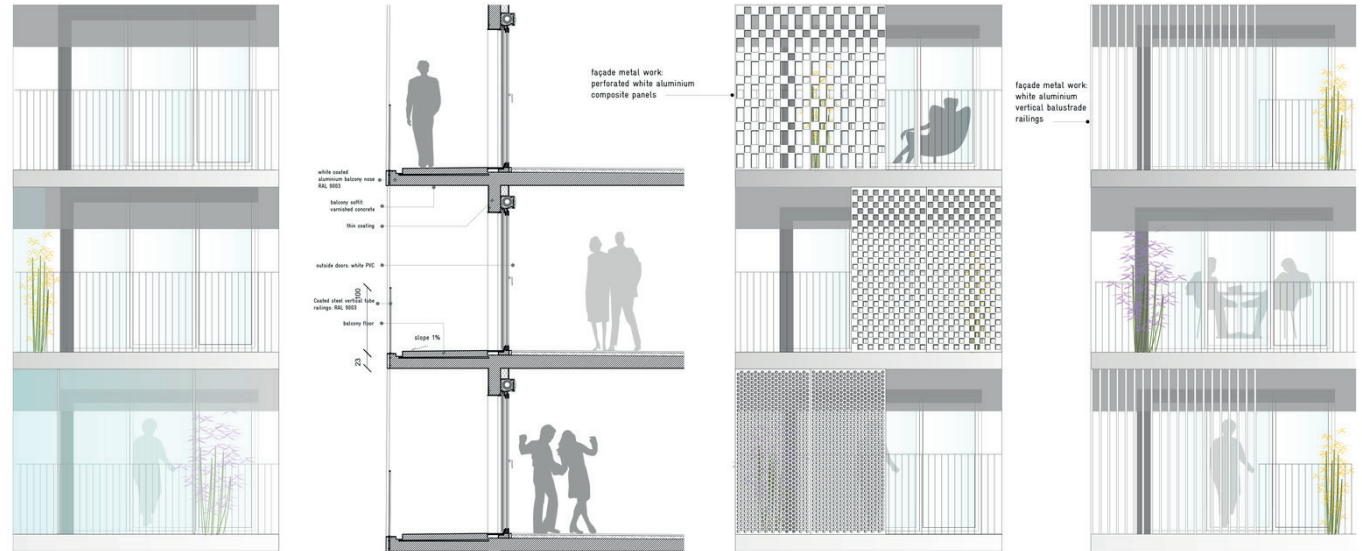 white coated
aluminium balcony nose
RAL 9003
balcony soffit:
varnished concrete
thin coating
outside doors: white PVC
100
Coated steel vertical tube
railings: RAL 9003
balcony floor
slope 1%
23
façade metal work:
perforated white aluminium
composite panels
façade metal work:
white aluminium
vertical balustrade
railings